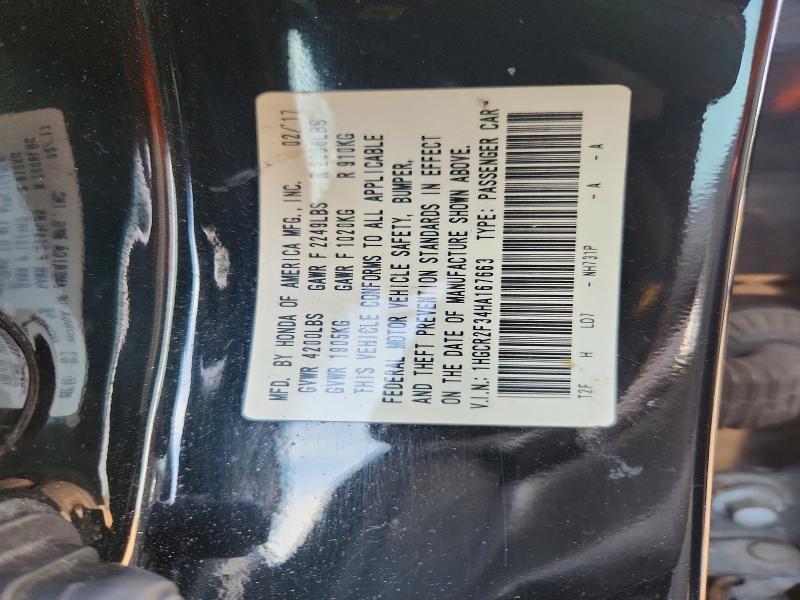 MFD. BY HONDA OF AMERICA MFG., INC. 02/'17
GVWR 4200LBS GAWR F 2249LBS R
GVWR 1905KG GAWR F 1020KG R 910KG
THIS VEHICLE CONFORMS TO ALL APPLICABLE
FEDERAL MOTOR VEHICLE SAFETY, BUMPER,
AND THEFT PREVENTION STANDARDS IN EFFECT
ON THE DATE OF MANUFACTURE SHOWN ABOVE.
V.I.N.: 1HGCR2F34HA167663 TYPE: PASSENGER CAR
T2F H LD7 - NH731P - A - A